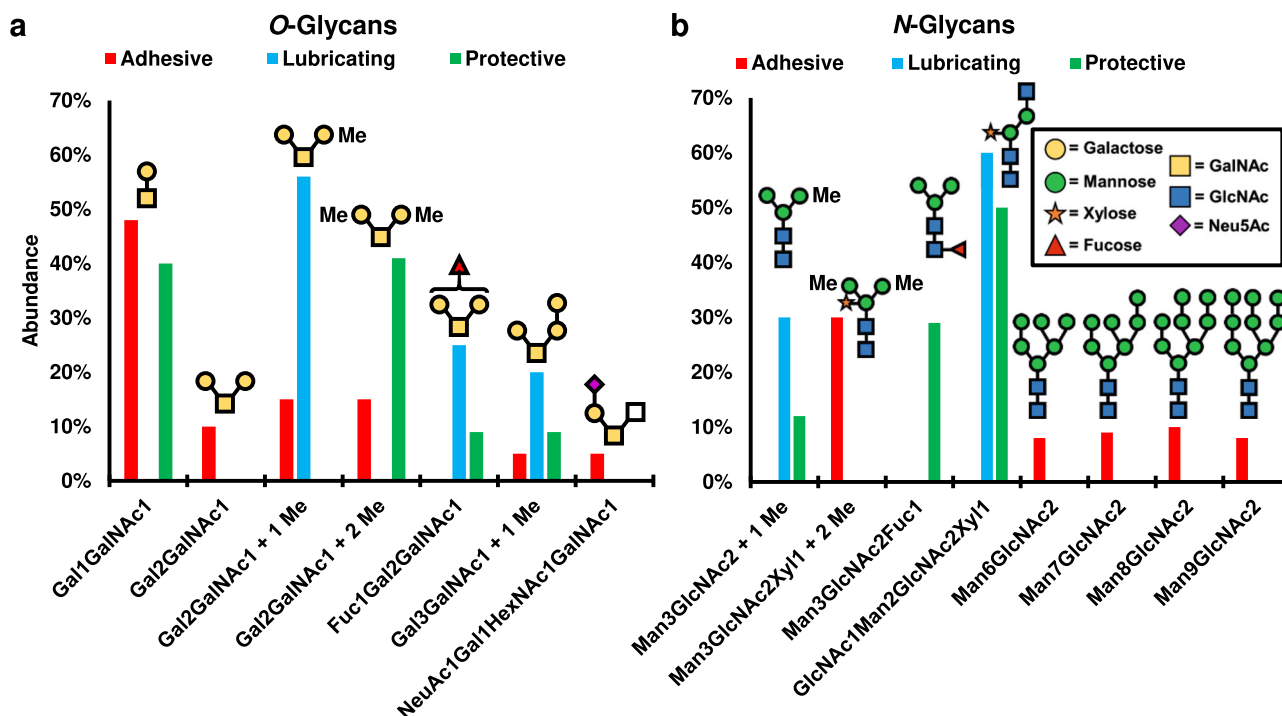 a
O-Glycans
Adhesive
Lubricating
Protective
Abundance
70%
60%
50%
40%
30%
20%
10%
0%
Me
Me
Me
Gal1GalNAc1
Gal2GalNAc1
Gal2GalNAc1 + 1 Me
Gal2GalNAc1 + 2 Me
Fuc1Gal2GalNAc1
Gal3GalNAc1 + 1 Me
NeuAc1Gal1HexNAc1GalNAc1
b
N-Glycans
Adhesive
Lubricating
Protective
70%
60%
50%
40%
30%
20%
10%
0%
Me
Me
Me
= Galactose
= Mannose
= Xylose
= Fucose
= GalNAc
= GlcNAc
= Neu5Ac
Man3GlcNAc2 + 1 Me
Man3GlcNAc2Xyl1 + 2 Me
Man3GlcNAc2Fuc1
GlcNAc1Man2GlcNAc2Xyl1
Man6GlcNAc2
Man7GlcNAc2
Man8GlcNAc2
Man9GlcNAc2